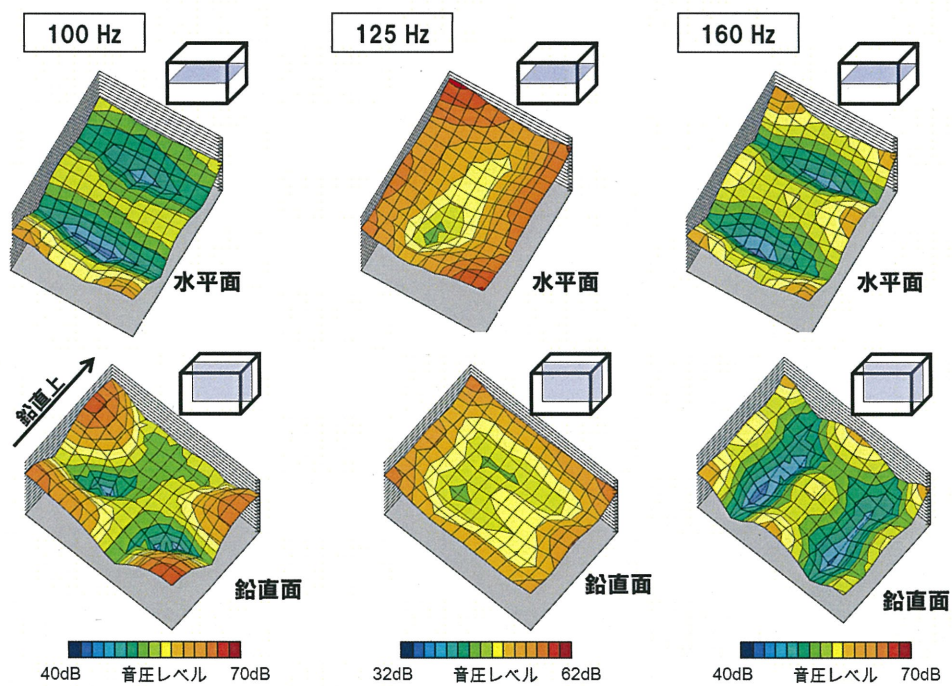 100 Hz
125 Hz
160 Hz
水平面
水平面
水平面
鉛直上
鉛直面
鉛直面
鉛直面
40dB 音圧レベル 70dB
32dB 音圧レベル 62dB
40dB 音圧レベル 70dB